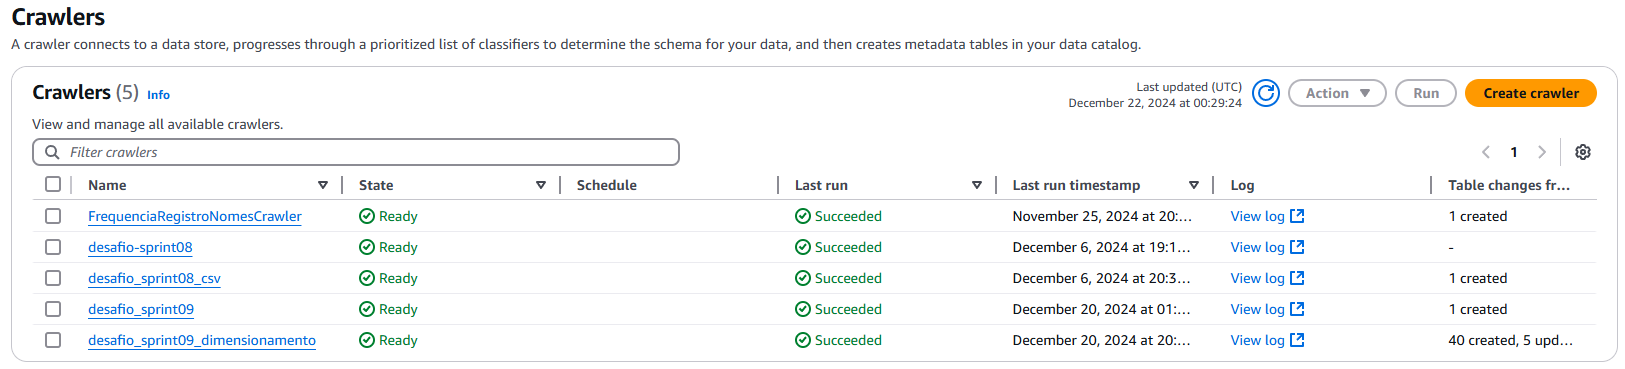 Crawlers
A crawler connects to a data store, progresses through a prioritized list of classifiers to determine the schema for your data, and then creates metadata tables in your data catalog.
Crawlers (5) Info
Last updated (UTC)
December 22, 2024 at 00:29:24
Action
Run
Create crawler
View and manage all available crawlers.
Filter crawlers
1
Name State Schedule Last run Last run timestamp Log Table changes fr...
FrequenciaRegistroNomesCrawler Ready Succeeded November 25, 2024 at 20:... View log 1 created
desafio-sprint08 Ready Succeeded December 6, 2024 at 19:1... View log -
desafio_sprint08_csv Ready Succeeded December 6, 2024 at 20:3... View log 1 created
desafio_sprint09 Ready Succeeded December 20, 2024 at 01:... View log 1 created
desafio_sprint09_dimensionamento Ready Succeeded December 20, 2024 at 20:... View log 40 created, 5 upd...